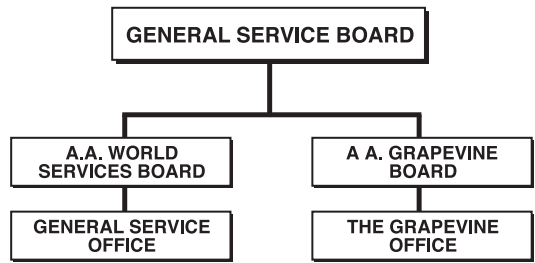 GENERAL SERVICE BOARD
A.A. WORLD
SERVICES BOARD
A A. GRAPEVINE
BOARD
GENERAL SERVICE
OFFICE
THE GRAPEVINE
OFFICE